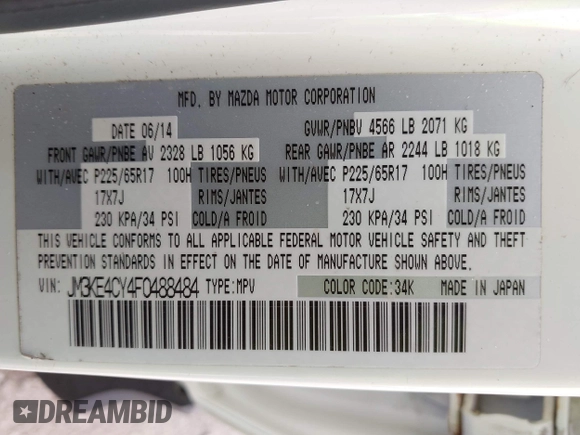 MFD. BY MAZDA MOTOR CORPORATION
DATE 06/14 GVWR/PNBV 4566 LB 2071 KG
FRONT GAWR/PNBE AV 2328 LB 1056 KG REAR GAWR/PNBE AR 2244 LB 1018 KG
WITH/AVEC P225/65R17 100H TIRES/PNEUS WITH/AVEC P225/65R17 100H TIRES/PNEUS
17X7J RIMS/JANTES 17X7J RIMS/JANTES
230 KPA/34 PSI COLD/A FROID 230 KPA/34 PSI COLD/A FROID
THIS VEHICLE CONFORMS TO ALL APPLICABLE FEDERAL MOTOR VEHICLE SAFETY AND THEFT
PREVENTION STANDARDS IN EFFECT ON THE DATE OF MANUFACTURE SHOWN ABOVE.
VIN: JM3KE4CY4F0488484 TYPE:MPV COLOR CODE:34K MADE IN JAPAN
DREAMBID